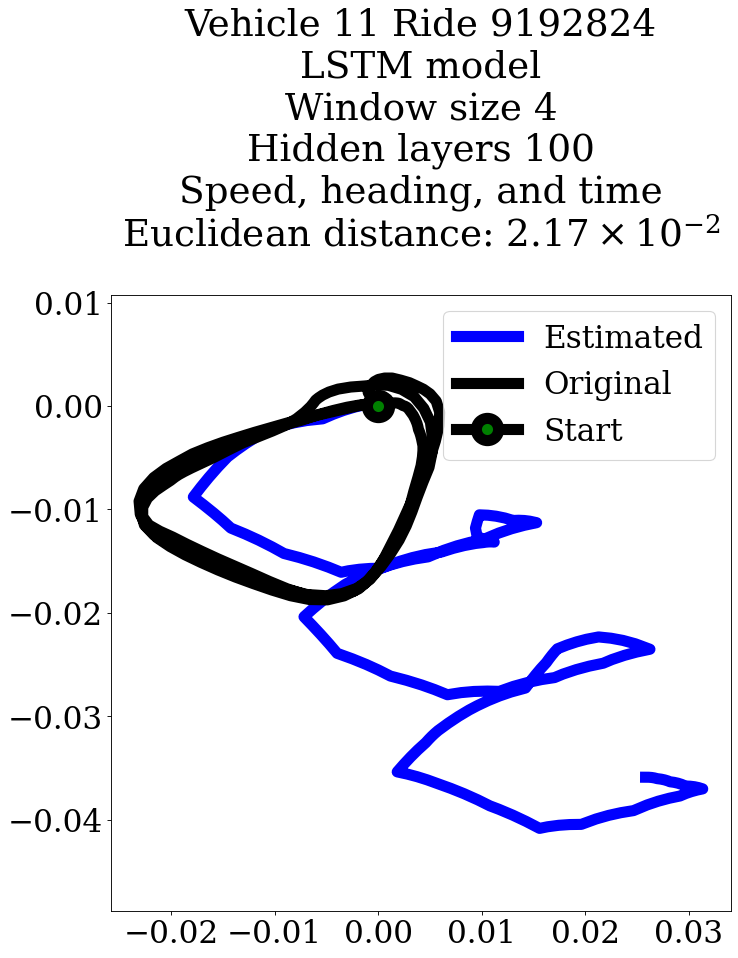 Vehicle 11 Ride 9192824
LSTM model
Window size 4
Hidden layers 100
Speed, heading, and time
Euclidean distance: 2.17 × 10⁻²
0.01
0.00
−0.01
−0.02
−0.03
−0.04
Estimated
Original
Start
−0.02 −0.01 0.00 0.01 0.02 0.03